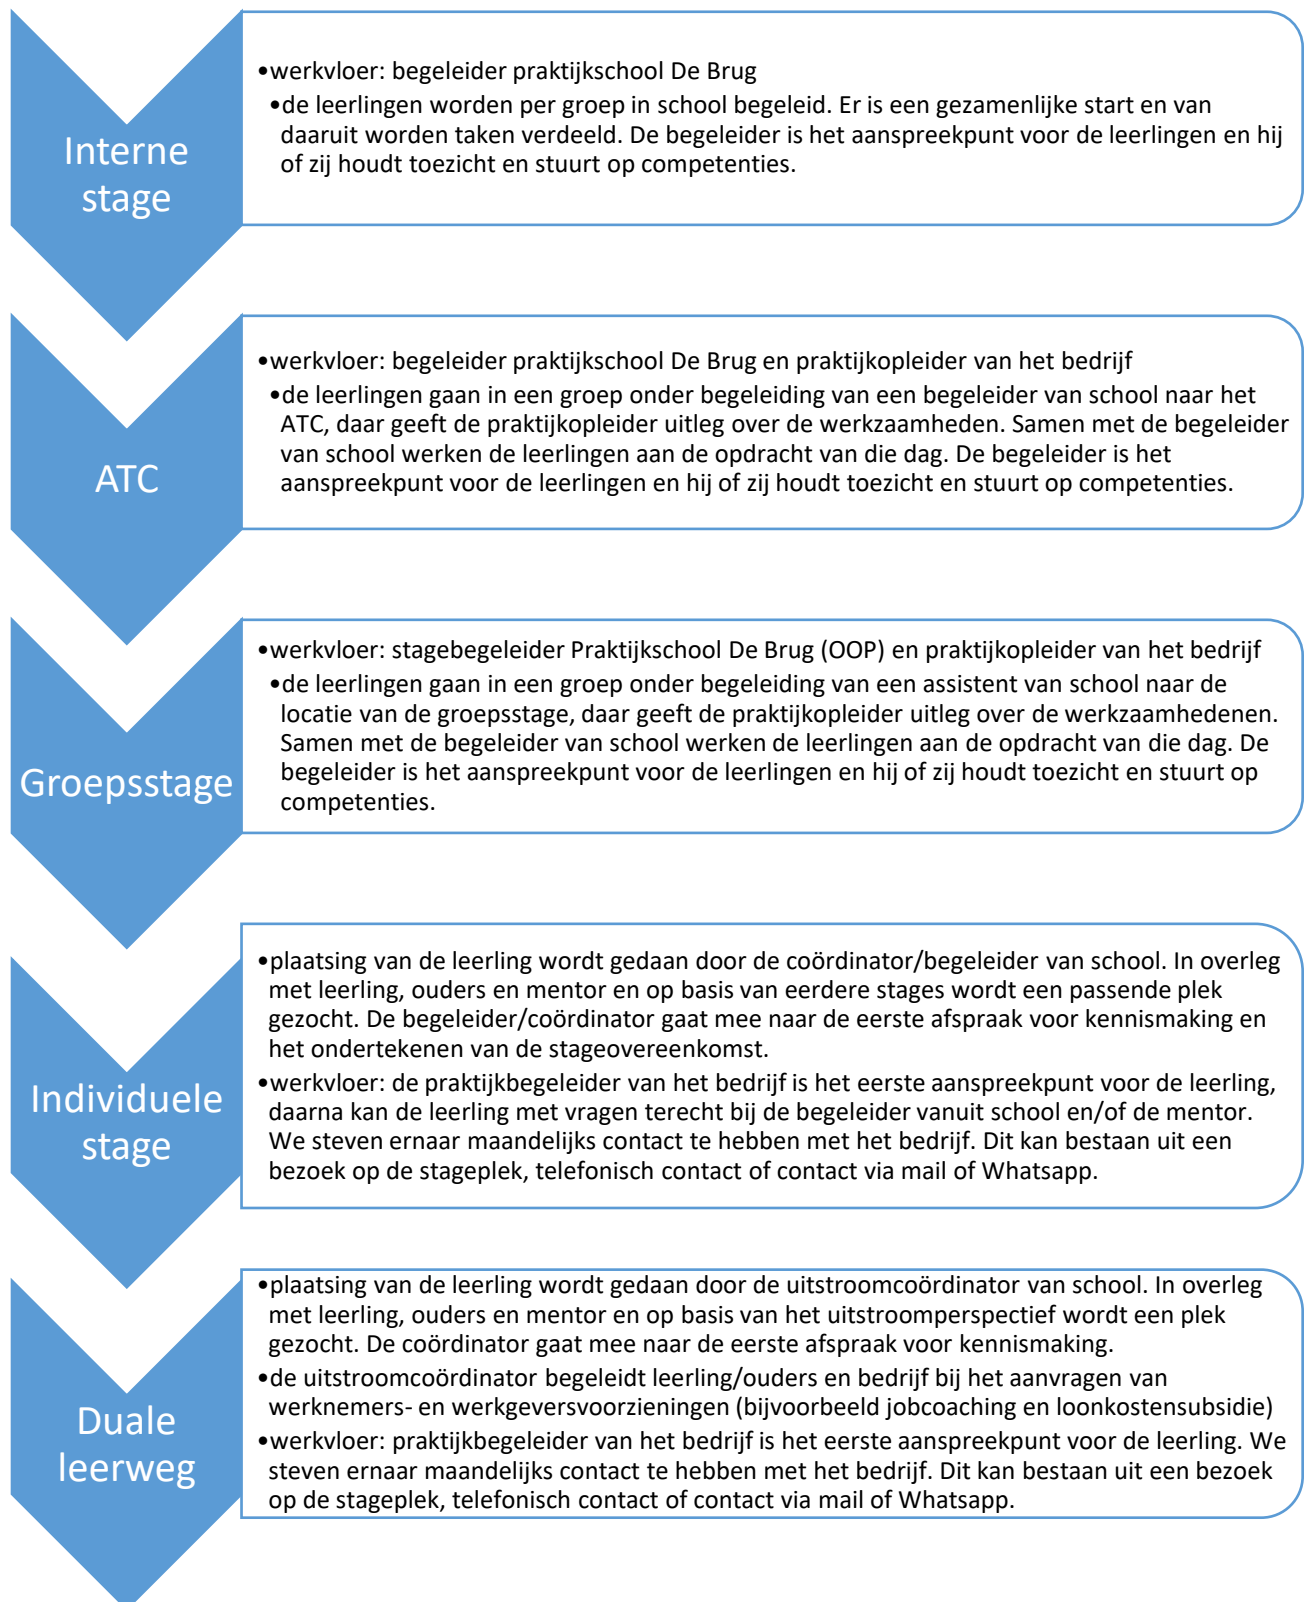 Interne
stage
•werkvloer: begeleider praktijkschool De Brug
•de leerlingen worden per groep in school begeleid. Er is een gezamenlijke start en van
daaruit worden taken verdeeld. De begeleider is het aanspreekpunt voor de leerlingen en hij
of zij houdt toezicht en stuurt op competenties.
ATC
•werkvloer: begeleider praktijkschool De Brug en praktijkopleider van het bedrijf
•de leerlingen gaan in een groep onder begeleiding van een begeleider van school naar het
ATC, daar geeft de praktijkopleider uitleg over de werkzaamheden. Samen met de begeleider
van school werken de leerlingen aan de opdracht van die dag. De begeleider is het
aanspreekpunt voor de leerlingen en hij of zij houdt toezicht en stuurt op competenties.
Groepsstage
•werkvloer: stagebegeleider Praktijkschool De Brug (OOP) en praktijkopleider van het bedrijf
•de leerlingen gaan in een groep onder begeleiding van een assistent van school naar de
locatie van de groepsstage, daar geeft de praktijkopleider uitleg over de werkzaamhedenen.
Samen met de begeleider van school werken de leerlingen aan de opdracht van die dag. De
begeleider is het aanspreekpunt voor de leerlingen en hij of zij houdt toezicht en stuurt op
competenties.
Individuele
stage
•plaatsing van de leerling wordt gedaan door de coördinator/begeleider van school. In overleg
met leerling, ouders en mentor en op basis van eerdere stages wordt een passende plek
gezocht. De begeleider/coördinator gaat mee naar de eerste afspraak voor kennismaking en
het ondertekenen van de stageovereenkomst.
•werkvloer: de praktijkbegeleider van het bedrijf is het eerste aanspreekpunt voor de leerling,
daarna kan de leerling met vragen terecht bij de begeleider vanuit school en/of de mentor.
We steven ernaar maandelijks contact te hebben met het bedrijf. Dit kan bestaan uit een
bezoek op de stageplek, telefonisch contact of contact via mail of Whatsapp.
Duale
leerweg
•plaatsing van de leerling wordt gedaan door de uitstroomcoördinator van school. In overleg
met leerling, ouders en mentor en op basis van het uitstroomperspectief wordt een plek
gezocht. De coördinator gaat mee naar de eerste afspraak voor kennismaking.
•de uitstroomcoördinator begeleidt leerling/ouders en bedrijf bij het aanvragen van
werknemers- en werkgeversvoorzieningen (bijvoorbeeld jobcoaching en loonkostensubsidie)
•werkvloer: praktijkbegeleider van het bedrijf is het eerste aanspreekpunt voor de leerling. We
steven ernaar maandelijks contact te hebben met het bedrijf. Dit kan bestaan uit een bezoek
op de stageplek, telefonisch contact of contact via mail of Whatsapp.